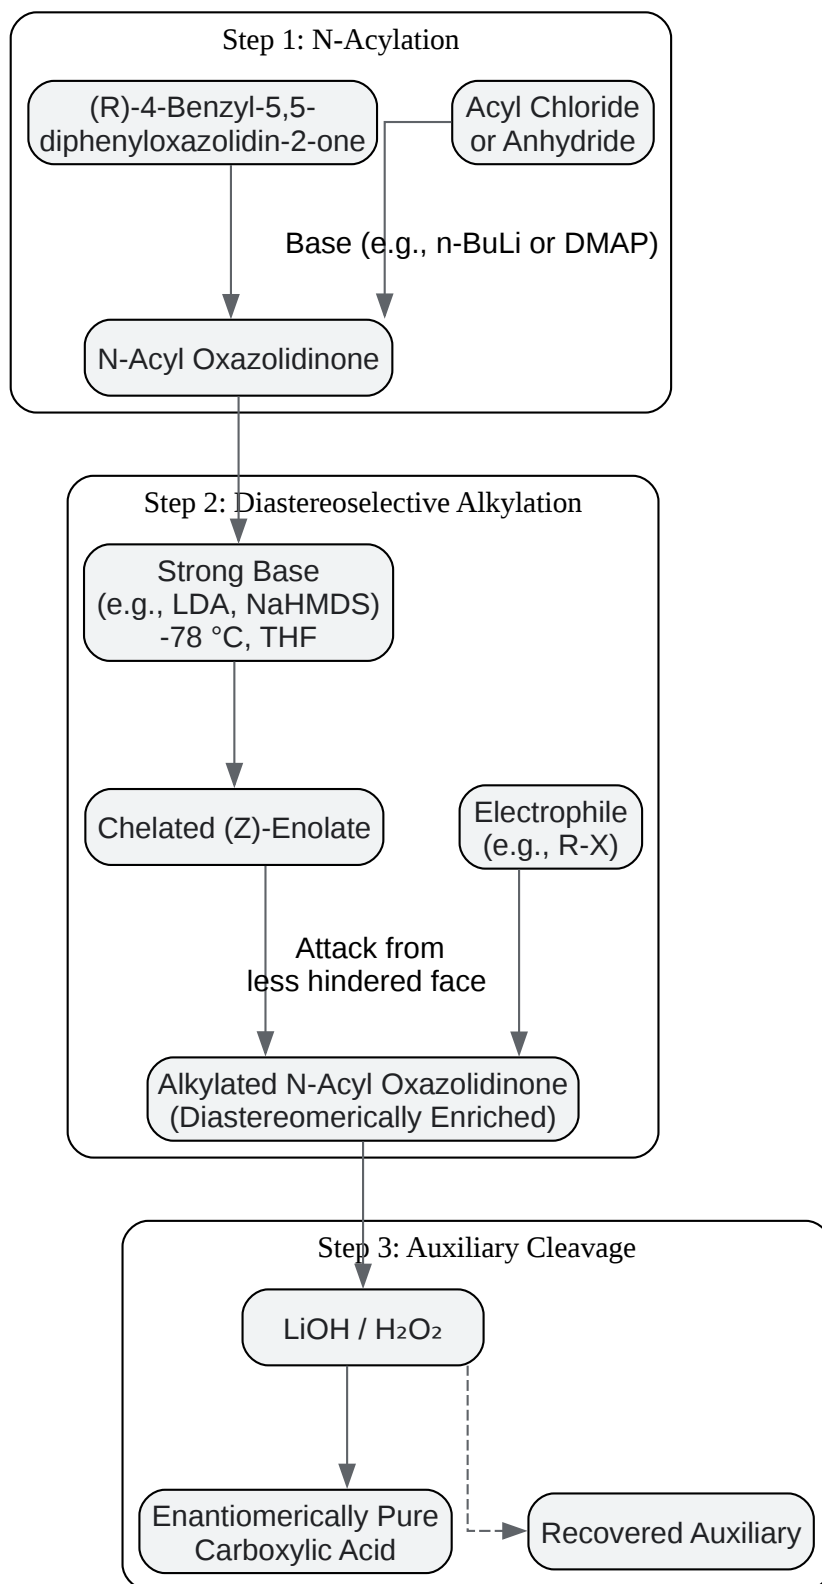 Step 1: N-Acylation
(R)-4-Benzyl-5,5-
diphenyloxazolidin-2-one
Acyl Chloride
or Anhydride
Base (e.g., n-BuLi or DMAP)
N-Acyl Oxazolidinone
Step 2: Diastereoselective Alkylation
Strong Base
(e.g., LDA, NaHMDS)
-78 °C, THF
Chelated (Z)-Enolate
Electrophile
(e.g., R-X)
Attack from
less hindered face
Alkylated N-Acyl Oxazolidinone
(Diastereomerically Enriched)
Step 3: Auxiliary Cleavage
LiOH / H₂O₂
Enantiomerically Pure
Carboxylic Acid
Recovered Auxiliary